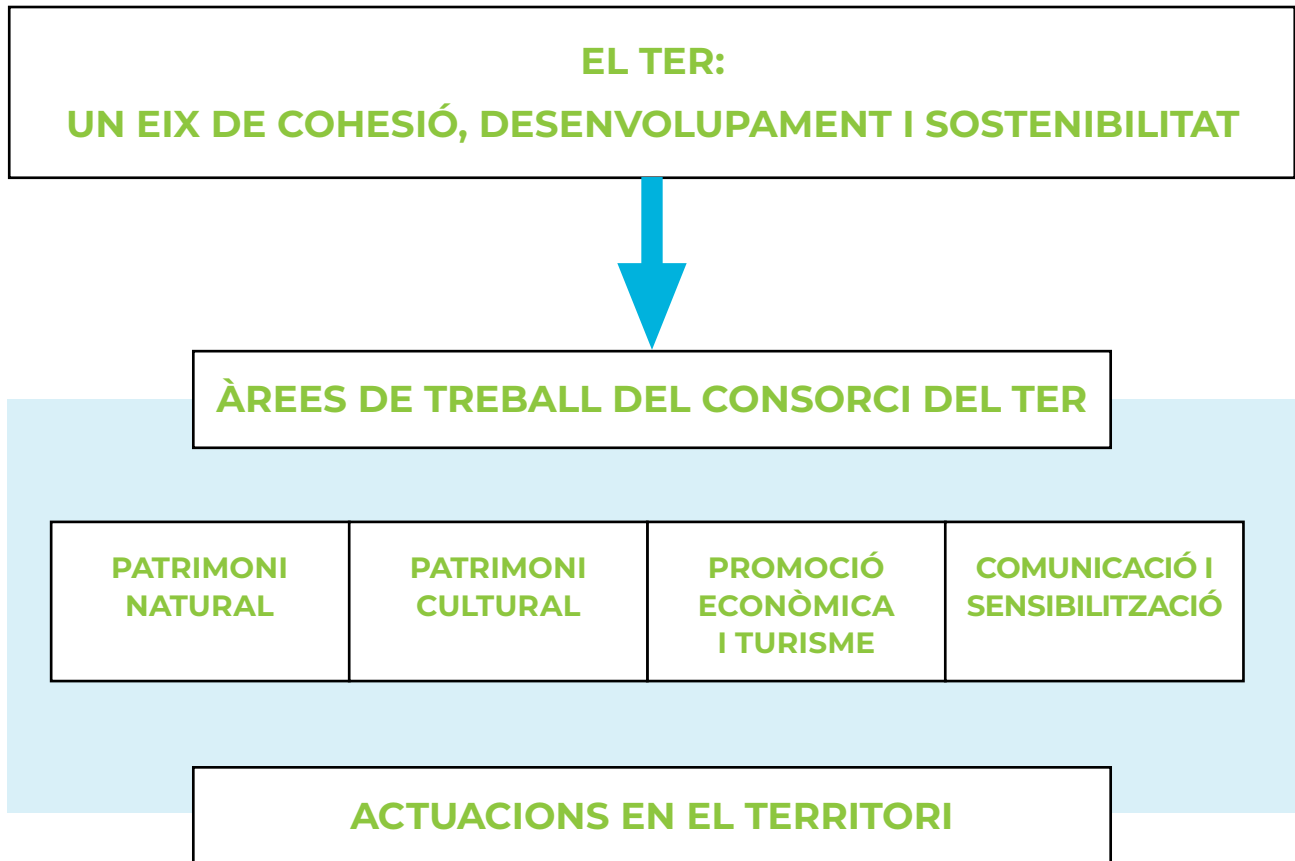 EL TER:
UN EIX DE COHESIÓ, DESENVOLUPAMENT I SOSTENIBILITAT
ÀREES DE TREBALL DEL CONSORCI DEL TER
PATRIMONI
NATURAL
PATRIMONI
CULTURAL
PROMOCIÓ
ECONÒMICA
I TURISME
COMUNICACIÓ I
SENSIBILITZACIÓ
ACTUACIONS EN EL TERRITORI